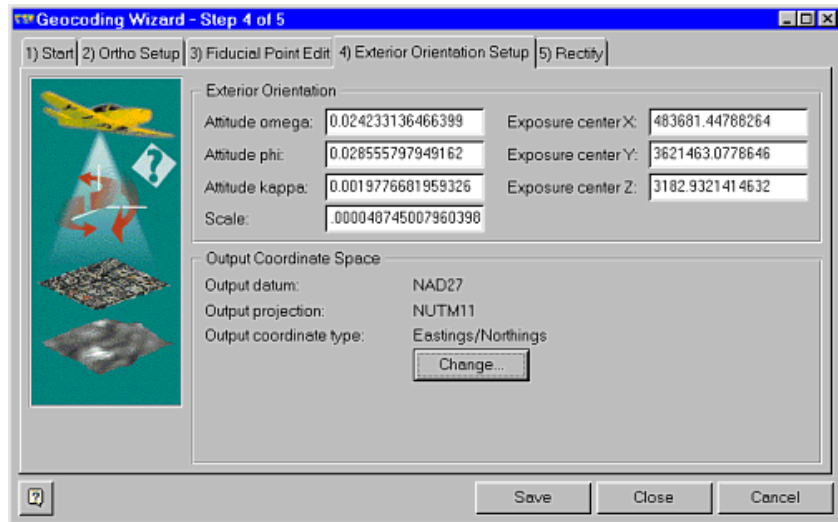 Geocoding Wizard - Step 4 of 5
1) Start 2) Ortho Setup 3) Fiducial Point Edit 4) Exterior Orientation Setup 5) Rectify
Exterior Orientation
Attitude omega: 0.024233136466399 Exposure center X: 483681.44788264
Attitude phi: 0.028555797949162 Exposure center Y: 3621463.0778646
Attitude kappa: 0.0019776681959326 Exposure center Z: 3182.9321414632
Scale: .000048745007960398
Output Coordinate Space
Output datum: NAD27
Output projection: NUTM11
Output coordinate type: Eastings/Northings
Change...
Save Close Cancel